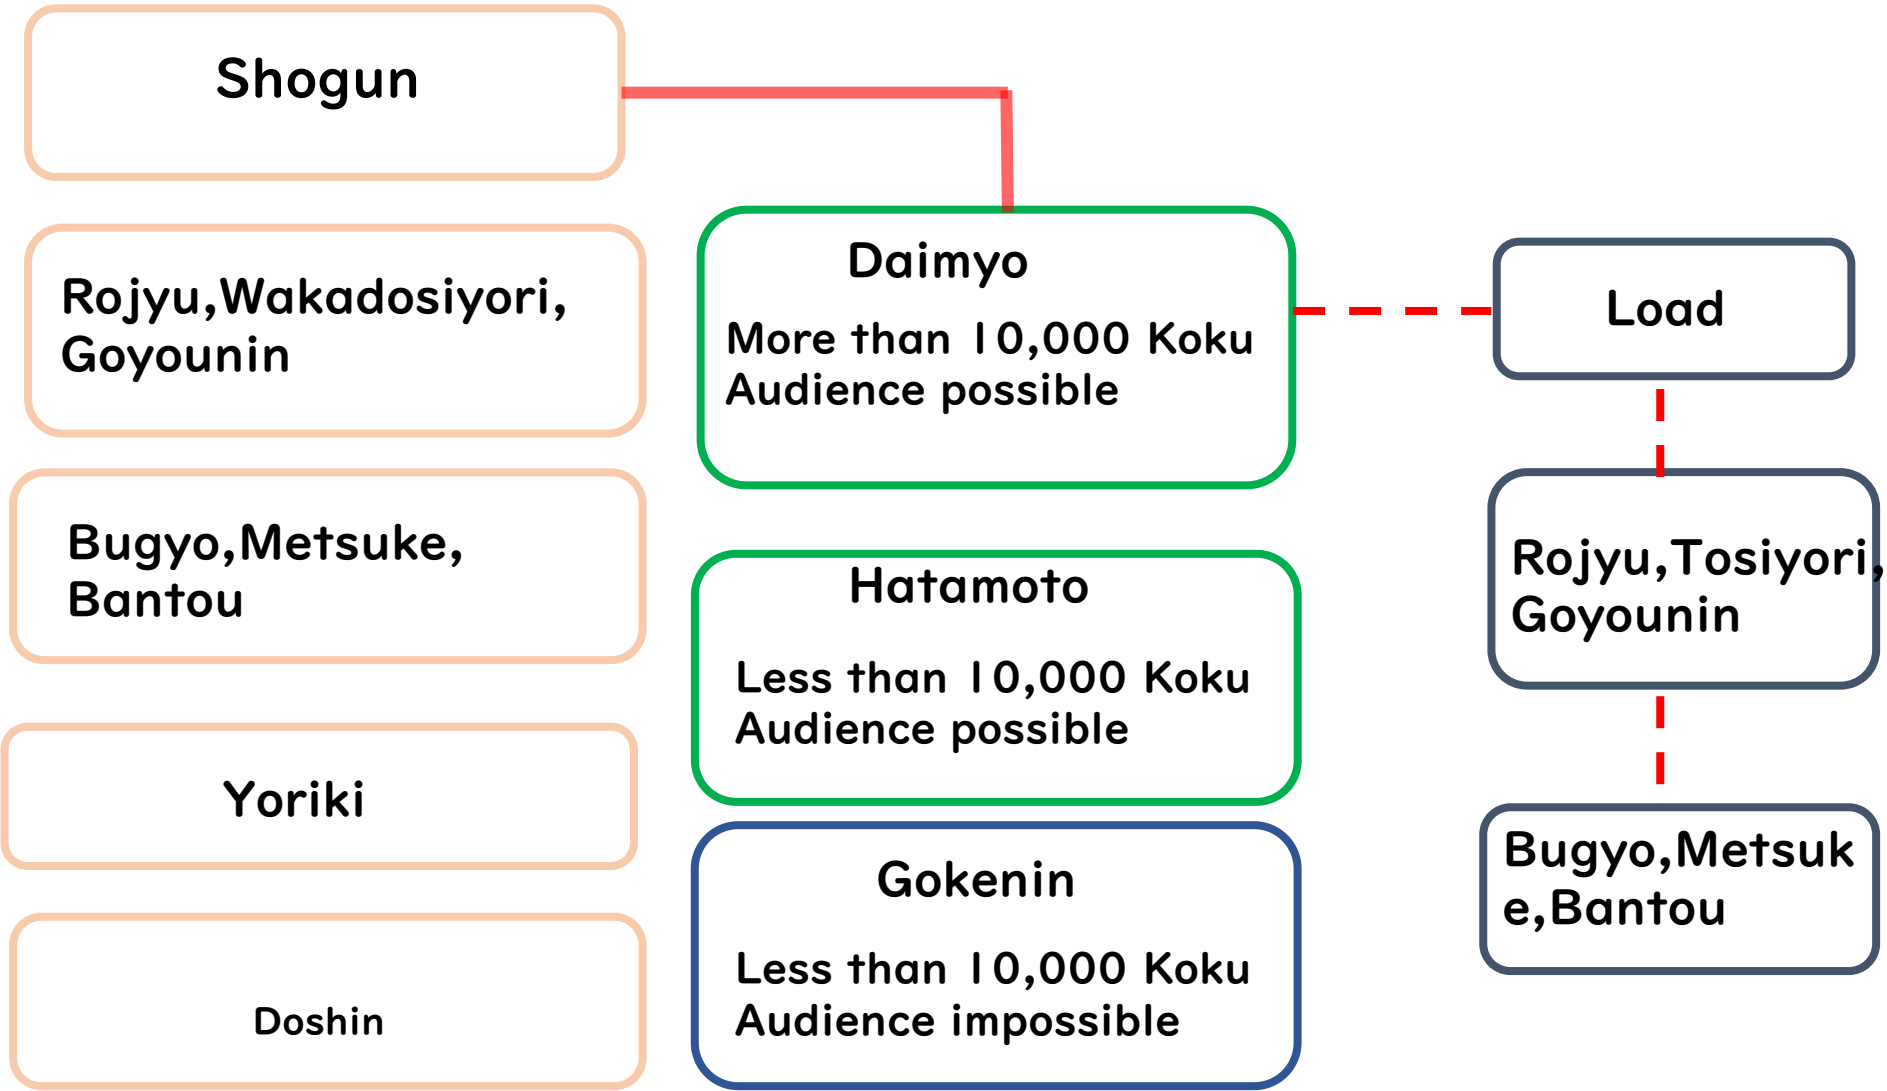 Shogun
Rojyu,Wakadosiyori,
Goyounin
Bugyo,Metsuke,
Bantou
Yoriki
Doshin
Daimyo
More than 10,000 Koku
Audience possible
Hatamoto
Less than 10,000 Koku
Audience possible
Gokenin
Less than 10,000 Koku
Audience impossible
Load
Rojyu,Tosiyori,
Goyounin
Bugyo,Metsuk
e,Bantou